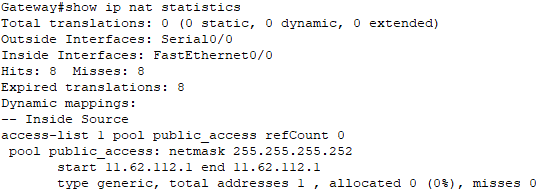 Gateway#show ip nat statistics
Total translations: 0 (0 static, 0 dynamic, 0 extended)
Outside Interfaces: Serial0/0
Inside Interfaces: FastEthernet0/0
Hits: 8  Misses: 8
Expired translations: 8
Dynamic mappings:
-- Inside Source
access-list 1 pool public_access refCount 0
 pool public_access: netmask 255.255.255.252
       start 11.62.112.1 end 11.62.112.1
       type generic, total addresses 1 , allocated 0 (0%), misses 0